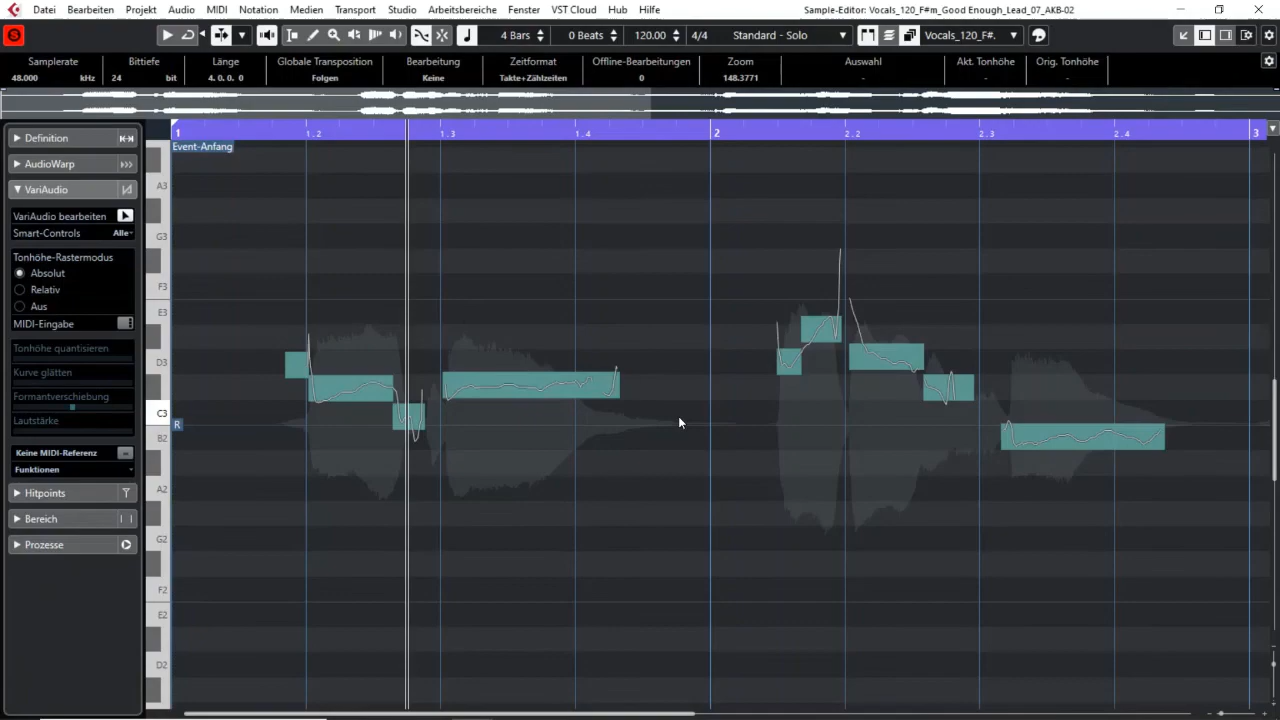 Datei Bearbeiten Projekt Audio MIDI Notation Medien Transport Studio Arbeitsbereiche Fenster VST Cloud Hub Hilfe Sample-Editor: Vocals_120_F#m_Good Enough_Lead_07_AKB-02
S 4 Bars 0 Beats 120.00 4/4 Standard - Solo Vocals_120_F#.
Samplerate Bittiefe Länge Globale Transposition Bearbeitung Zeitformat Offline-Bearbeitungen Zoom Auswahl Akt. Tonhöhe Orig. Tonhöhe
48.000 kHz 24 bit 4. 0. 0. 0 Folgen Keine Takte+Zählzeiten 0 148.3771 - - -
Definition
AudioWarp
VariAudio
VariAudio bearbeiten
Smart-Controls Alle
Tonhöhe-Rastermodus
Absolut
Relativ
Aus
MIDI-Eingabe
Tonhöhe quantisieren
Kurve glätten
Formantverschiebung
Lautstärke
Keine MIDI-Referenz
Funktionen
Hitpoints
Bereich
Prozesse
1 1.2 1.3 1.4 2 2.2 2.3 2.4 3
Event-Anfang
A3
G3
F3
E3
D3
C3
R
B2
A2
G2
F2
E2
D2